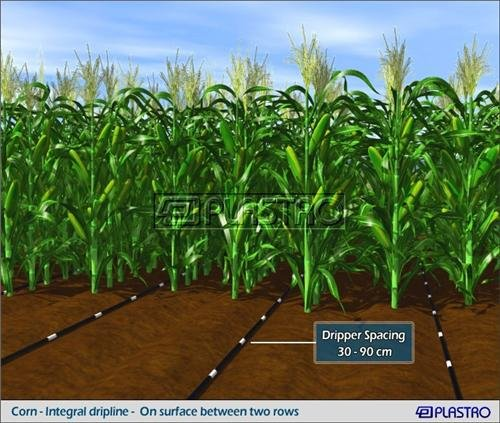 PLASTRO
Dripper Spacing
30 - 90 cm
Corn - Integral dripline - On surface between two rows
PLASTRO